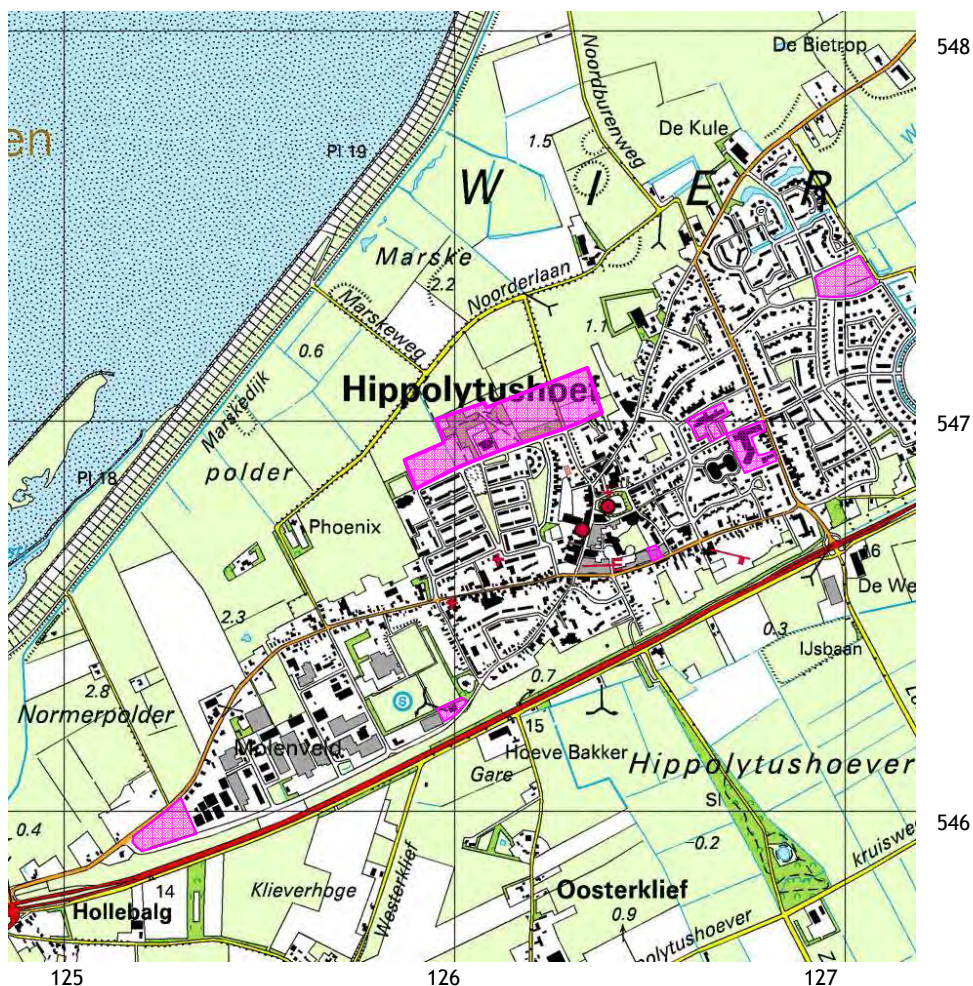 548
De Bietrop
Noordburenweg
en
Pl 19
1.5
De Kule
W I E R
Marske
2.2
Noorderlaan
Marskeweg
1.1
0.6
Hippolytushoef
Marskedijk
547
polder
Pl 18
Phoenix
16
De We
2.3
0.3
IJsbaan
0.7
2.8
Normerpolder
S
15
Molenveld
Hoeve Bakker
Hippolytushoever
Gare
Sl
546
0.4
-0.2
kruisweg
14
Klieverhoge
Westerklief
Oosterklief
Hollebalg
0.9
polytushoever
125
126
127